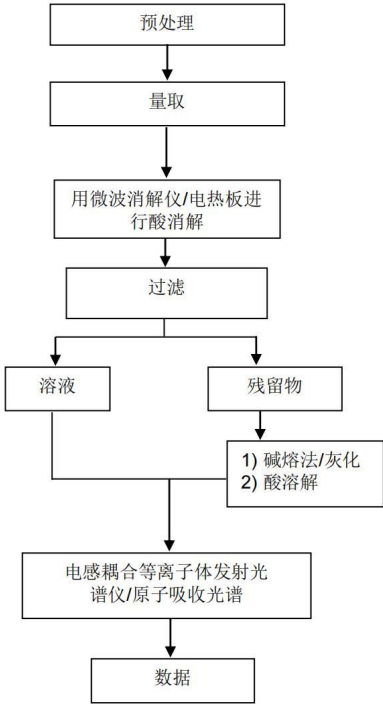 预处理
量取
用微波消解仪/电热板进
行酸消解
过滤
溶液
残留物
1) 碱熔法/灰化
2) 酸溶解
电感耦合等离子体发射光
谱仪/原子吸收光谱
数据